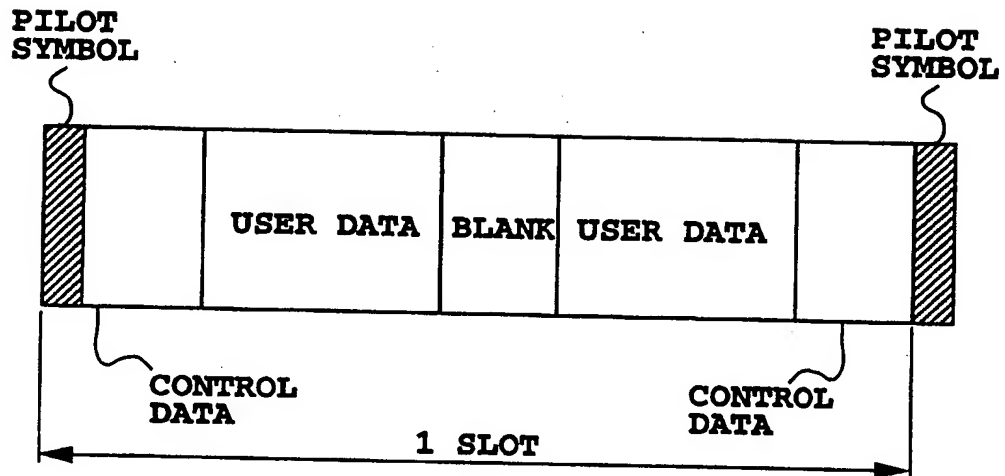 PILOT
SYMBOL
PILOT
SYMBOL
USER DATA
BLANK
USER DATA
CONTROL
DATA
CONTROL
DATA
1 SLOT